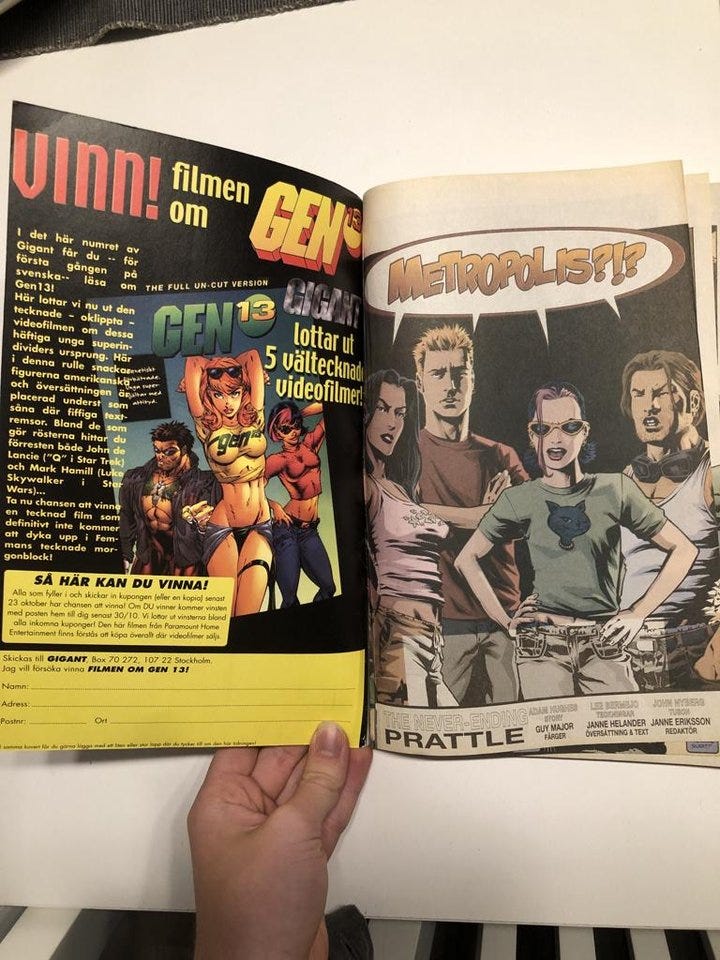 VINN! filmen
om
GEN 13
I det här numret av
Gigant får du -- för
första gången på
svenska-- läsa om
Gen13!
Här lottar vi nu ut den
tecknade - oklippta -
videofilmen om dessa
häftiga unga superin-
dividers ursprung. Här
i denna rulle snackar
figurerna amerikanska
och översättningen är
placerad underst som
såna där fiffiga text-
remsor. Bland de som
gör rösterna hittar du
förresten både John de
Lancie ("Q" i Star Trek)
och Mark Hamill (Luke
Skywalker i Star
Wars)...
Ta nu chansen att vinna
en tecknad film som
definitivt inte kommer
att dyka upp i Fem-
mans tecknade mor-
gonblock!
THE FULL UN-CUT VERSION
GEN 13
GIGANT
lottar ut
5 vältecknade
videofilmer!
gen
SÅ HÄR KAN DU VINNA!
Alla som fyller i och skickar in kupongen (eller en kopia) senast
23 oktober har chansen att vinna! Om DU vinner kommer vinsten
med posten hem till dig senast 30/10. Vi lottar ut vinsterna bland
alla inkomna kuponger! Den här filmen från Paramount Home
Entertainment finns förstås att köpa överallt där videofilmer säljs.
Skickas till GIGANT, Box 70 272, 107 22 Stockholm.
Jag vill försöka vinna FILMEN OM GEN 13!
Namn:
Adress:
Postnr: Ort
METROPOLIS?!?
THE NEVER-ENDING
PRATTLE
ADAM HUGHES
STORY
GUY MAJOR
FÄRGER
LEE BERMEJO
TECKNINGAR
JANNE HELANDER
ÖVERSÄTTNING & TEXT
JOHN NYBERG
TUSCH
JANNE ERIKSSON
REDAKTÖR